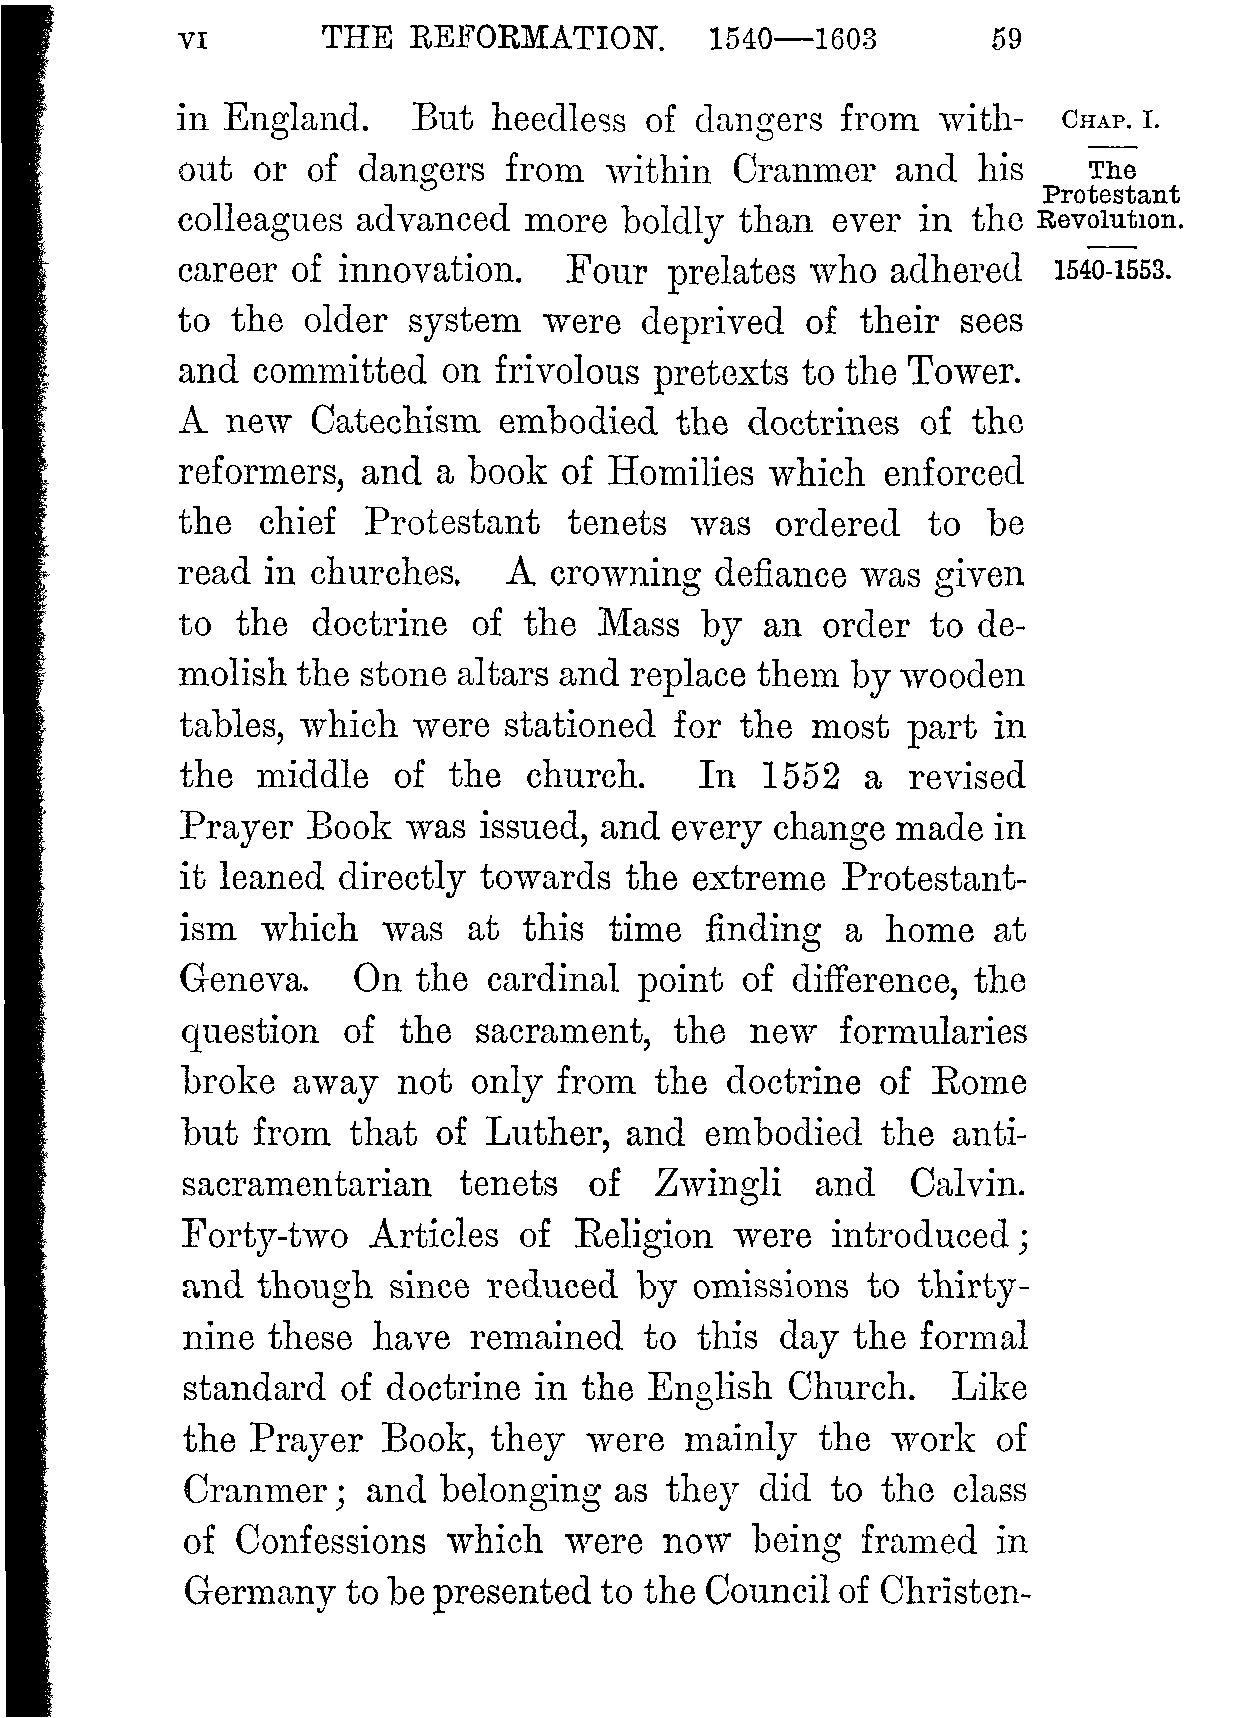 VI THE REFORMATION. 1540—1603 59
in England. But heedless of dangers from with-
out or of dangers from within Cranmer and his
colleagues advanced more boldly than ever in the
career of innovation. Four prelates who adhered
to the older system were deprived of their sees
and committed on frivolous pretexts to the Tower.
A new Catechism embodied the doctrines of the
reformers, and a book of Homilies which enforced
the chief Protestant tenets was ordered to be
read in churches. A crowning defiance was given
to the doctrine of the Mass by an order to de-
molish the stone altars and replace them by wooden
tables, which were stationed for the most part in
the middle of the church. In 1552 a revised
Prayer Book was issued, and every change made in
it leaned directly towards the extreme Protestant-
ism which was at this time finding a home at
Geneva. On the cardinal point of difference, the
question of the sacrament, the new formularies
broke away not only from the doctrine of Rome
but from that of Luther, and embodied the anti-
sacramentarian tenets of Zwingli and Calvin.
Forty-two Articles of Religion were introduced;
and though since reduced by omissions to thirty-
nine these have remained to this day the formal
standard of doctrine in the English Church. Like
the Prayer Book, they were mainly the work of
Cranmer; and belonging as they did to the class
of Confessions which were now being framed in
Germany to be presented to the Council of Christen-
CHAP. I.
The
Protestant
Revolution.
1540-1553.